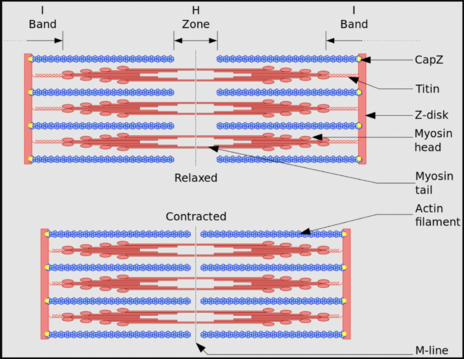 I
Band
H
Zone
I
Band
CapZ
Titin
Z-disk
Myosin
head
Relaxed
Myosin
tail
Contracted
Actin
filament
M-line